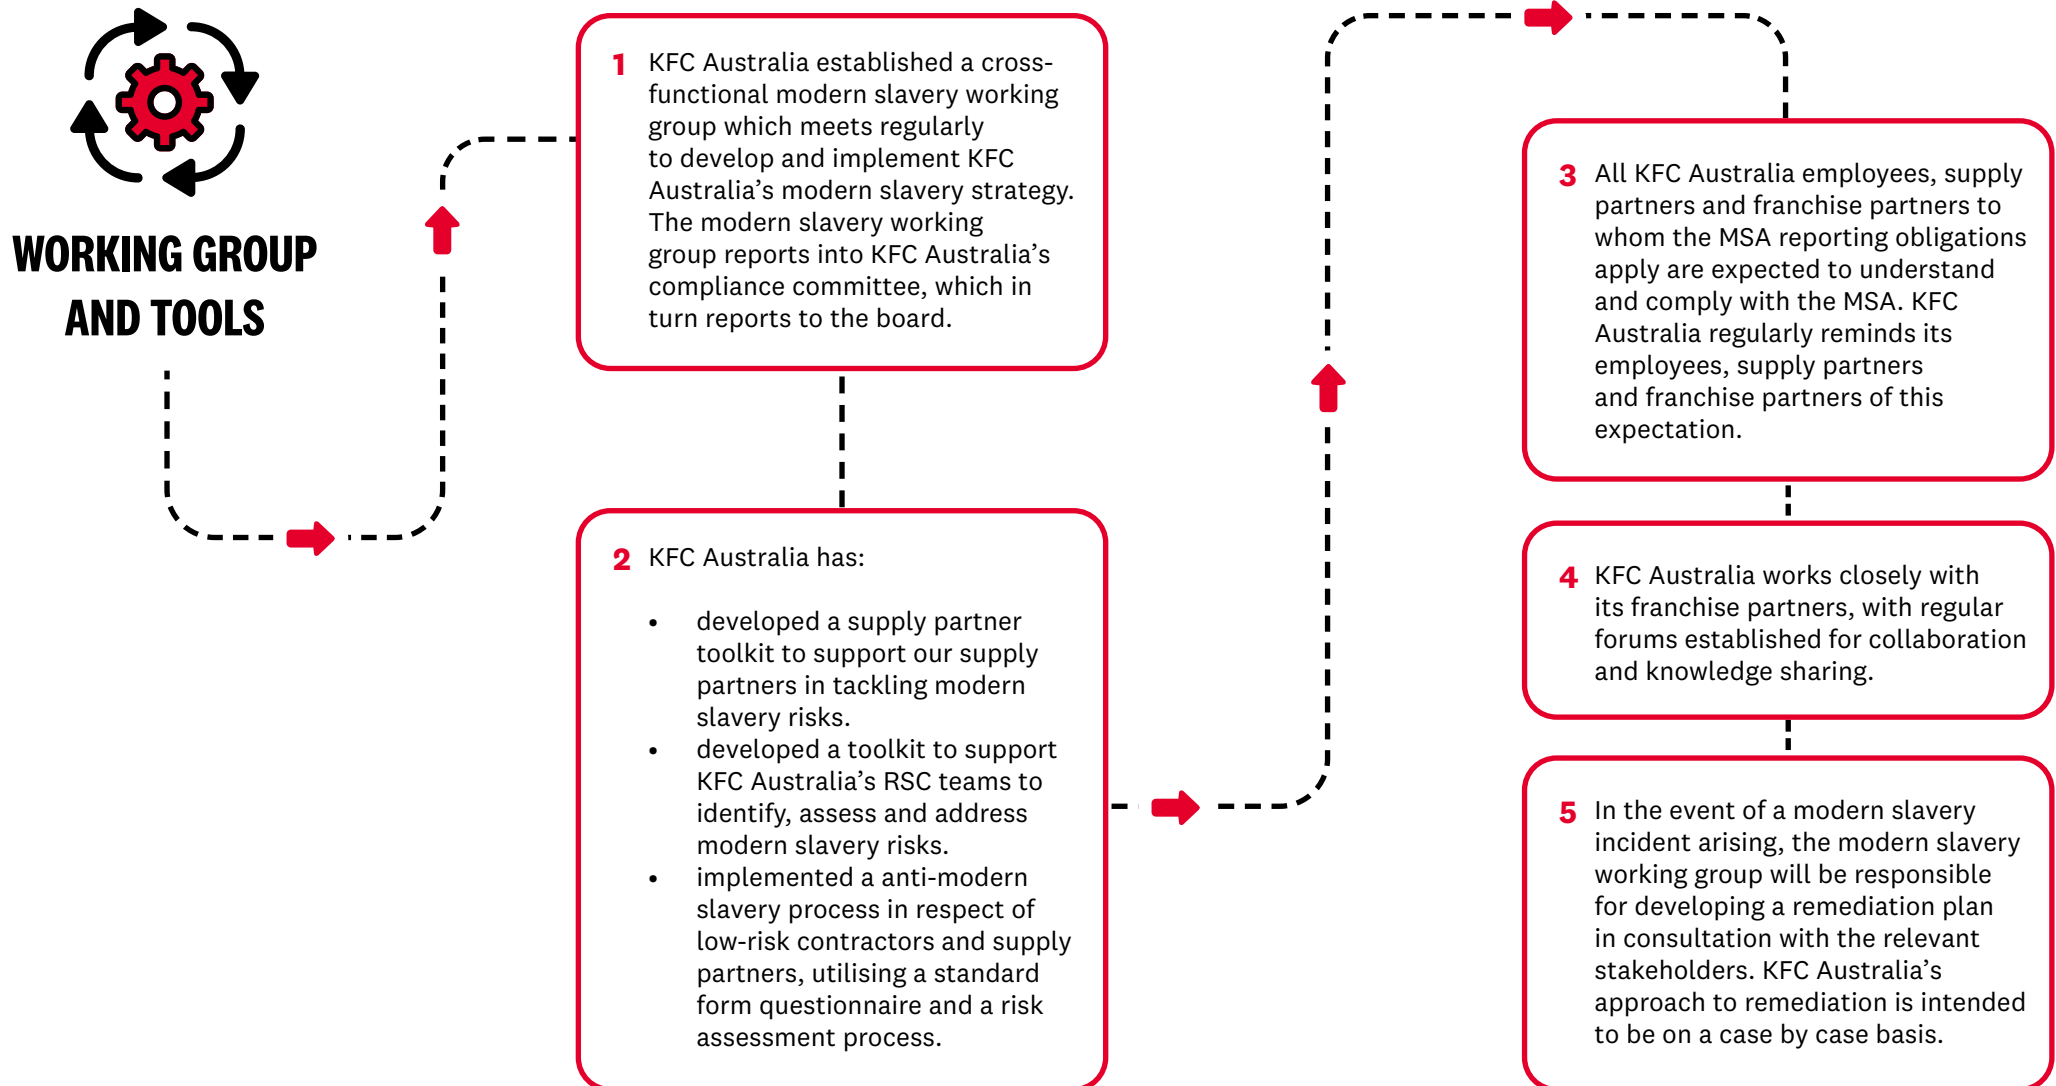 WORKING GROUP
AND TOOLS
1 KFC Australia established a cross-
functional modern slavery working
group which meets regularly
to develop and implement KFC
Australia’s modern slavery strategy.
The modern slavery working
group reports into KFC Australia’s
compliance committee, which in
turn reports to the board.
2 KFC Australia has:
• developed a supply partner
toolkit to support our supply
partners in tackling modern
slavery risks.
• developed a toolkit to support
KFC Australia’s RSC teams to
identify, assess and address
modern slavery risks.
• implemented a anti-modern
slavery process in respect of
low-risk contractors and supply
partners, utilising a standard
form questionnaire and a risk
assessment process.
3 All KFC Australia employees, supply
partners and franchise partners to
whom the MSA reporting obligations
apply are expected to understand
and comply with the MSA. KFC
Australia regularly reminds its
employees, supply partners
and franchise partners of this
expectation.
4 KFC Australia works closely with
its franchise partners, with regular
forums established for collaboration
and knowledge sharing.
5 In the event of a modern slavery
incident arising, the modern slavery
working group will be responsible
for developing a remediation plan
in consultation with the relevant
stakeholders. KFC Australia’s
approach to remediation is intended
to be on a case by case basis.